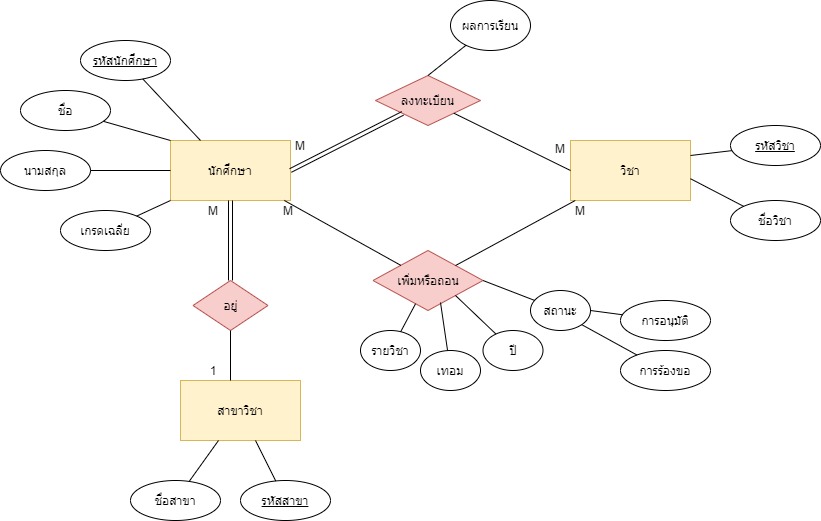 ผลการเรียน
รหัสนักศึกษา
ลงทะเบียน
ชื่อ
M
M
รหัสวิชา
นามสกุล
นักศึกษา
วิชา
M
M
M
เกรดเฉลี่ย
ชื่อวิชา
เพิ่มหรือถอน
อยู่
สถานะ
การอนุมัติ
รายวิชา
เทอม
ปี
การร้องขอ
1
สาขาวิชา
ชื่อสาขา
รหัสสาขา